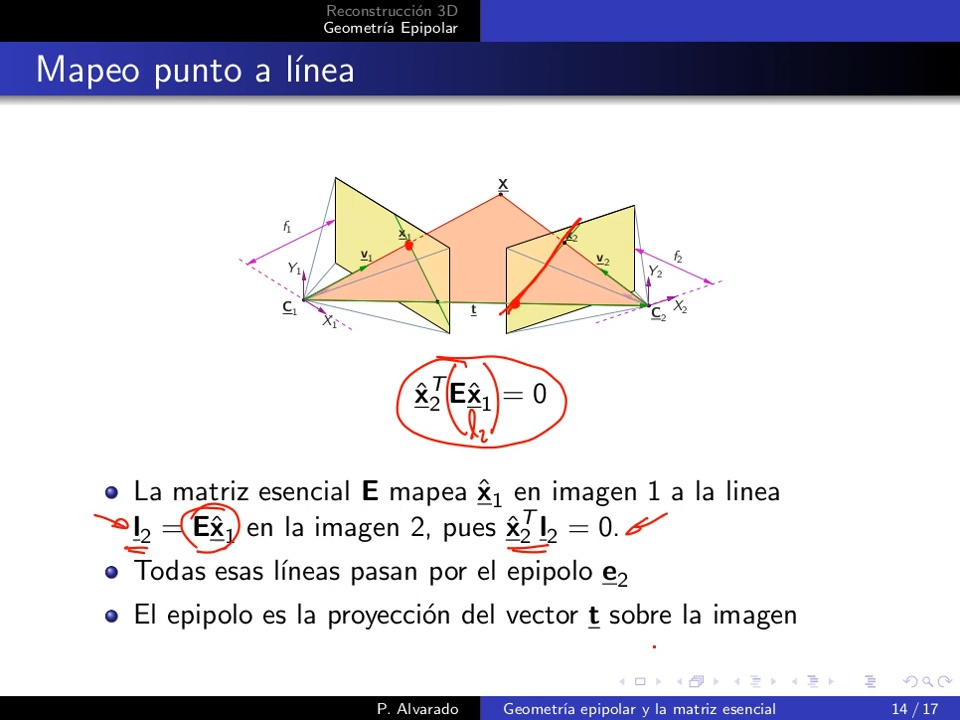 Reconstrucción 3D
Geometría Epipolar
Mapeo punto a línea
X
f₁
x₁
x₂
f₂
v₁
v₂
Y₁
Y₂
C₁
t
C₂
X₂
X₁
x̂₂ᵀEx̂₁ = 0
l₂
La matriz esencial E mapea x̂₁ en imagen 1 a la linea
l₂ = Ex̂₁ en la imagen 2, pues x̂₂ᵀl₂ = 0.
Todas esas líneas pasan por el epipolo e₂
El epipolo es la proyección del vector t sobre la imagen
P. Alvarado
Geometría epipolar y la matriz esencial
14 / 17